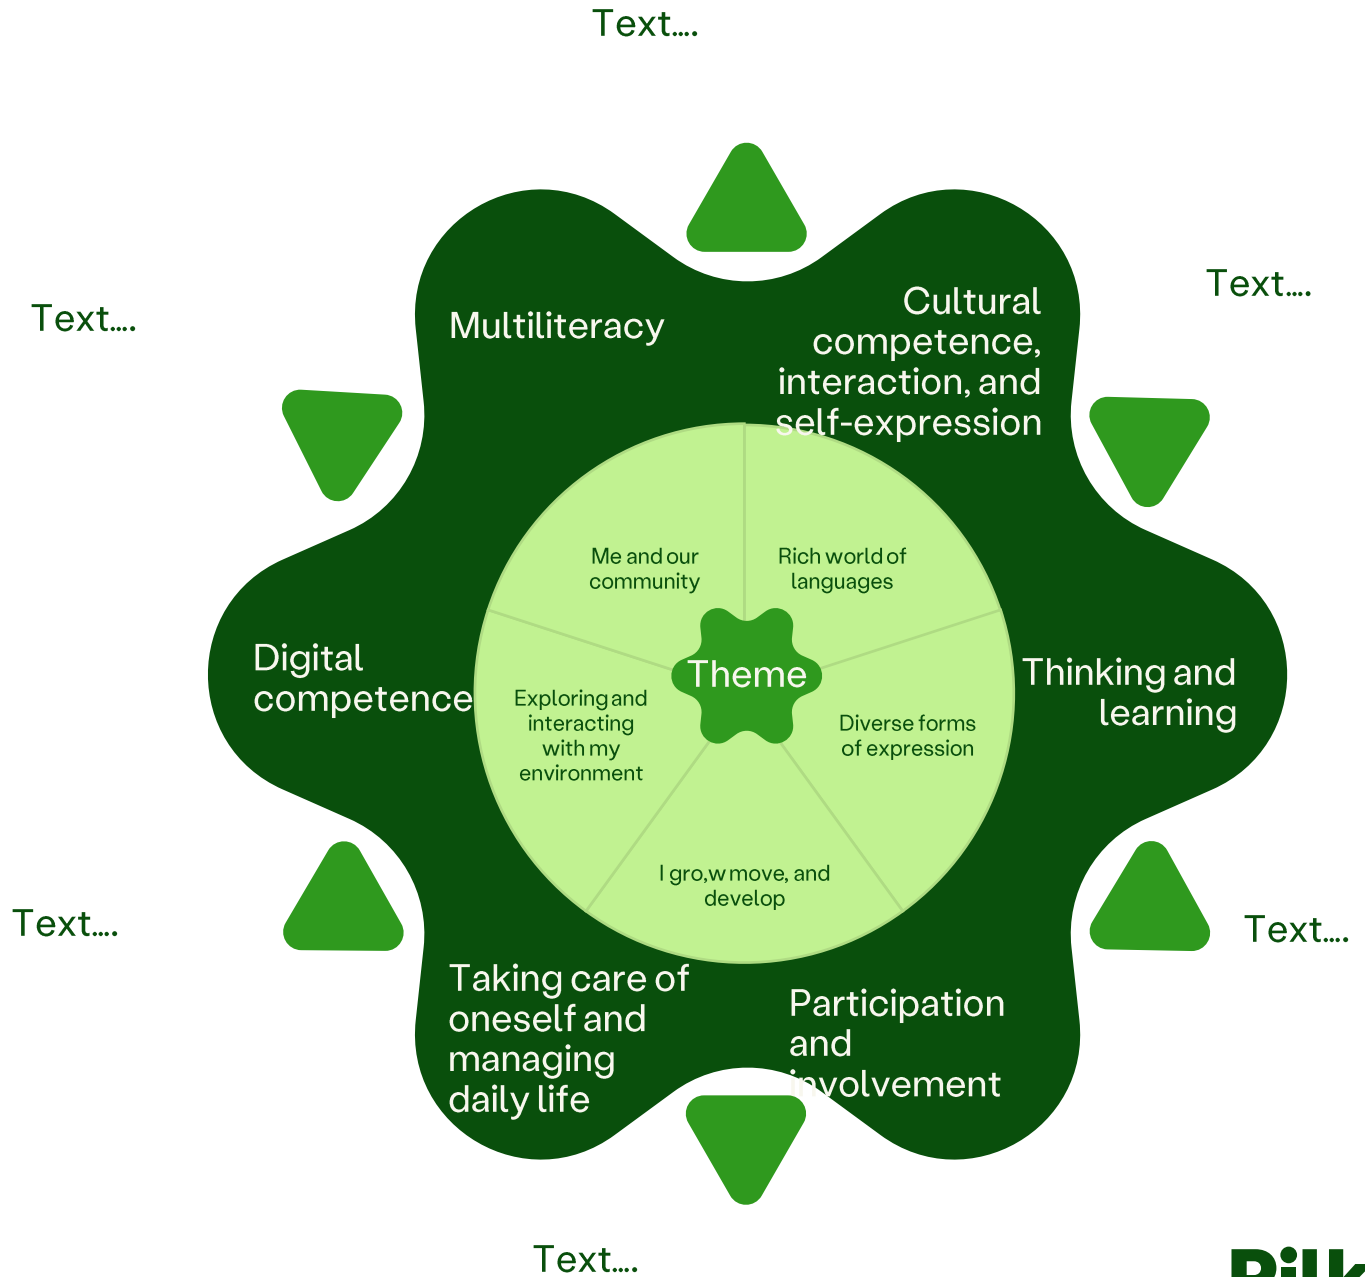 Text....
Text....
Text....
Multiliteracy
Cultural
competence,
interaction, and
self-expression
Me and our
community
Rich world of
languages
Theme
Digital
competence
Thinking and
learning
Exploring and
interacting
with my
environment
Diverse forms
of expression
I gro,w move, and
develop
Text....
Text....
Taking care of
oneself and
managing
daily life
Participation
and
involvement
Text....